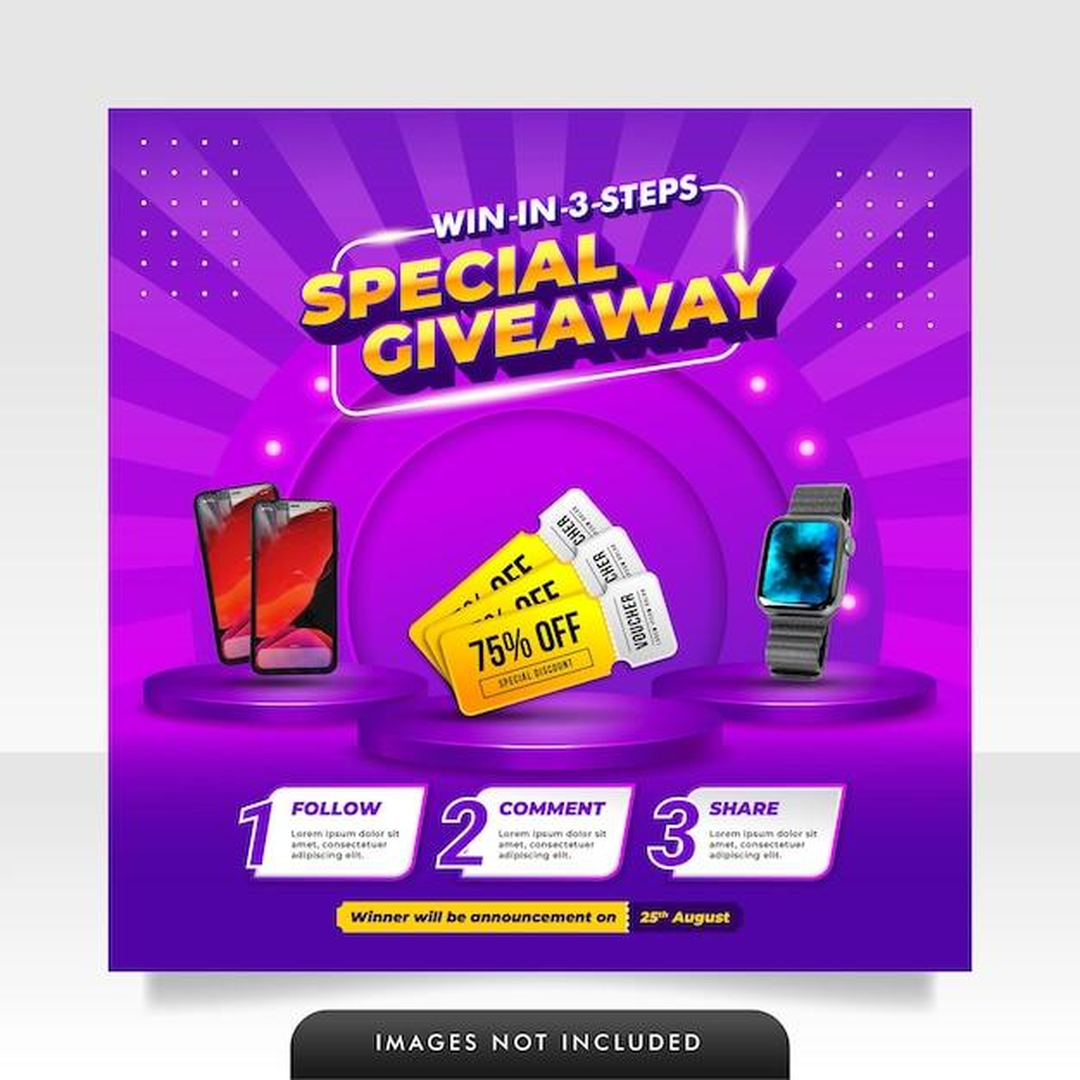 WIN-IN-3-STEPS
SPECIAL
GIVEAWAY
OFF
OFF
75% OFF
SPECIAL DISCOUNT
VOUCHER
1 FOLLOW
Lorem ipsum dolor sit
amet, consectetuer
adipiscing elit.
2 COMMENT
Lorem ipsum dolor sit
amet, consectetuer
adipiscing elit.
3 SHARE
Lorem ipsum dolor sit
amet, consectetuer
adipiscing elit.
Winner will be announcement on 25th August
IMAGES NOT INCLUDED